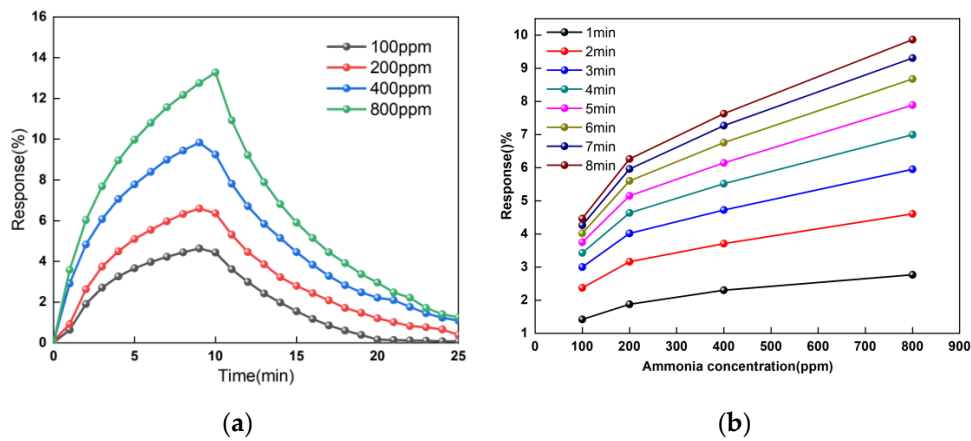 16
14
12
10
8
6
4
2
0
Response(%)
100ppm
200ppm
400ppm
800ppm
0 5 10 15 20 25
Time(min)
(a)
10
9
8
7
6
5
4
3
2
1
Response()%
1min
2min
3min
4min
5min
6min
7min
8min
0 100 200 300 400 500 600 700 800 900
Ammonia concentration(ppm)
(b)